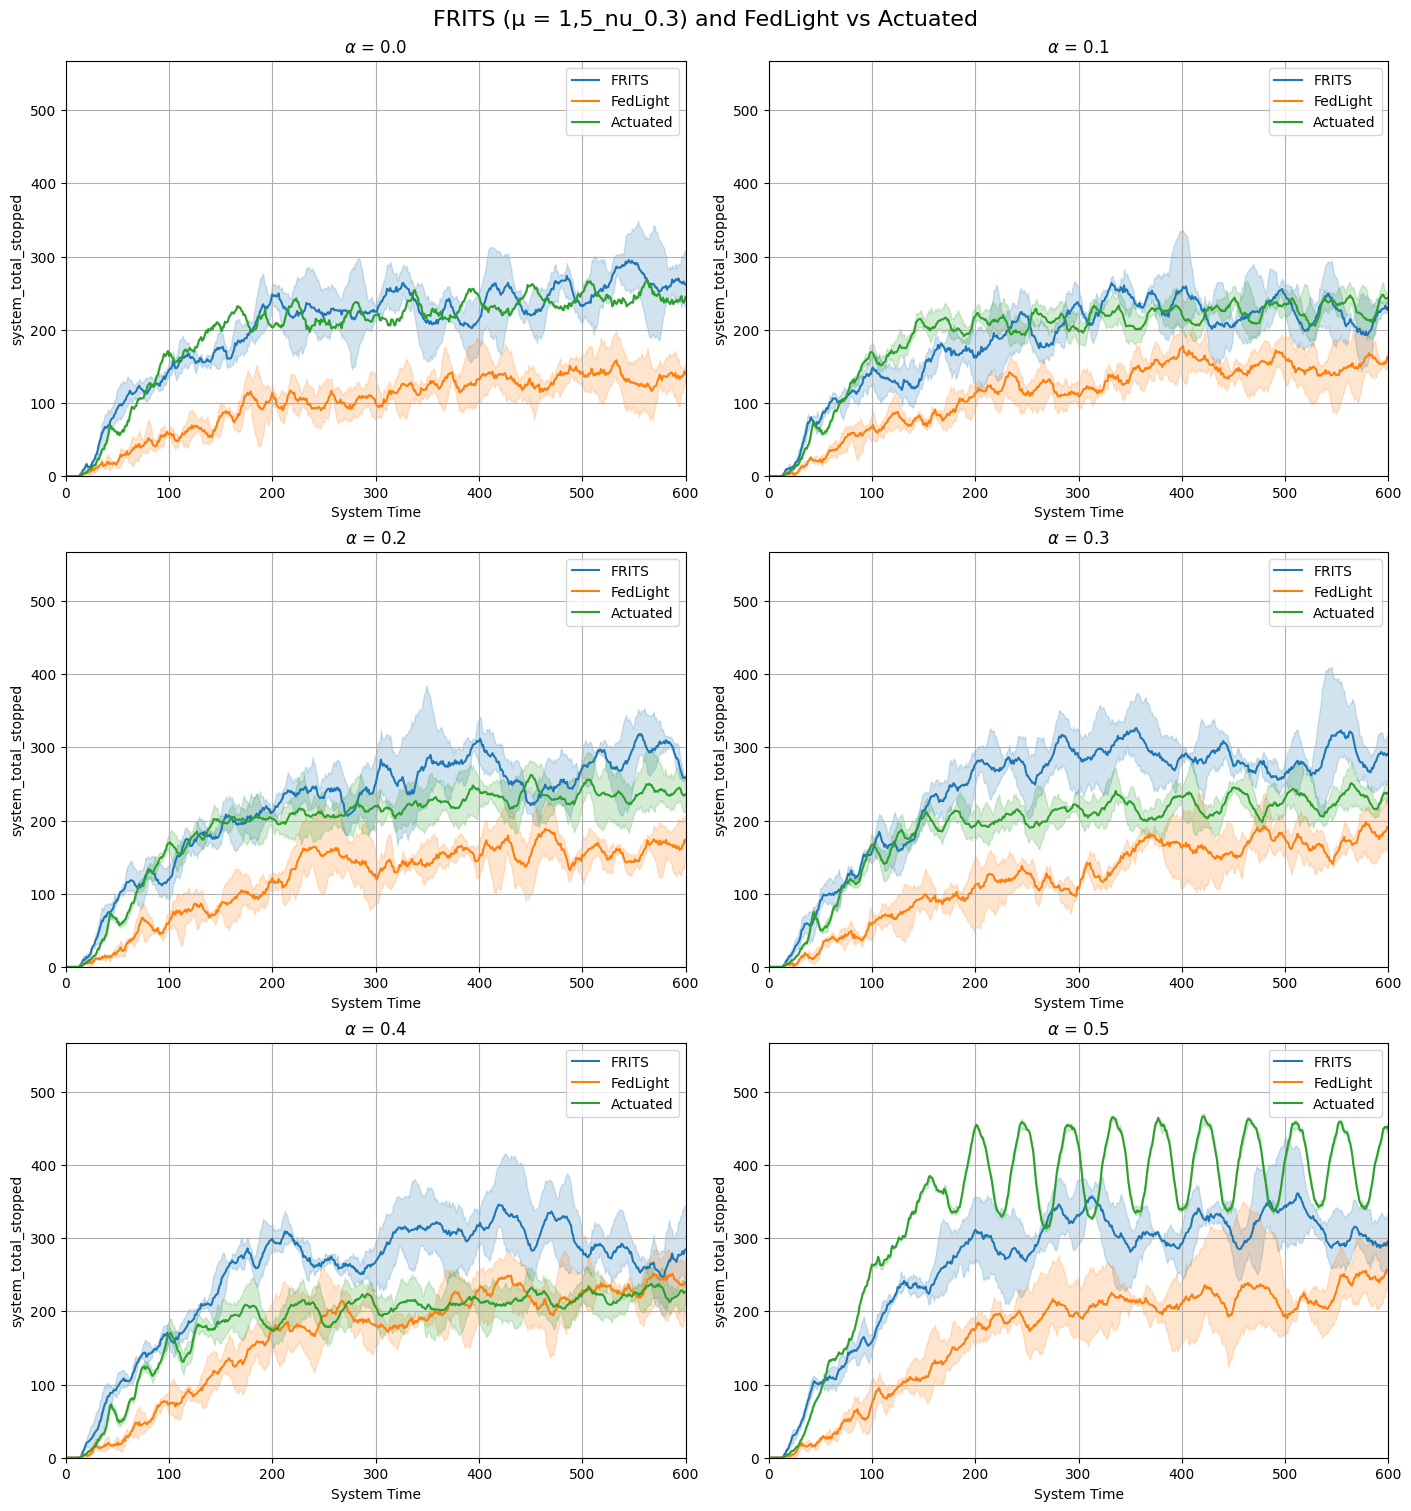 FRITS (μ = 1,5_nu_0.3) and FedLight vs Actuated
α = 0.0
FRITS
FedLight
Actuated
500
400
300
200
100
0
system_total_stopped
0 100 200 300 400 500 600
System Time
α = 0.1
FRITS
FedLight
Actuated
500
400
300
200
100
0
system_total_stopped
0 100 200 300 400 500 600
System Time
α = 0.2
FRITS
FedLight
Actuated
500
400
300
200
100
0
system_total_stopped
0 100 200 300 400 500 600
System Time
α = 0.3
FRITS
FedLight
Actuated
500
400
300
200
100
0
system_total_stopped
0 100 200 300 400 500 600
System Time
α = 0.4
FRITS
FedLight
Actuated
500
400
300
200
100
0
system_total_stopped
0 100 200 300 400 500 600
System Time
α = 0.5
FRITS
FedLight
Actuated
500
400
300
200
100
0
system_total_stopped
0 100 200 300 400 500 600
System Time